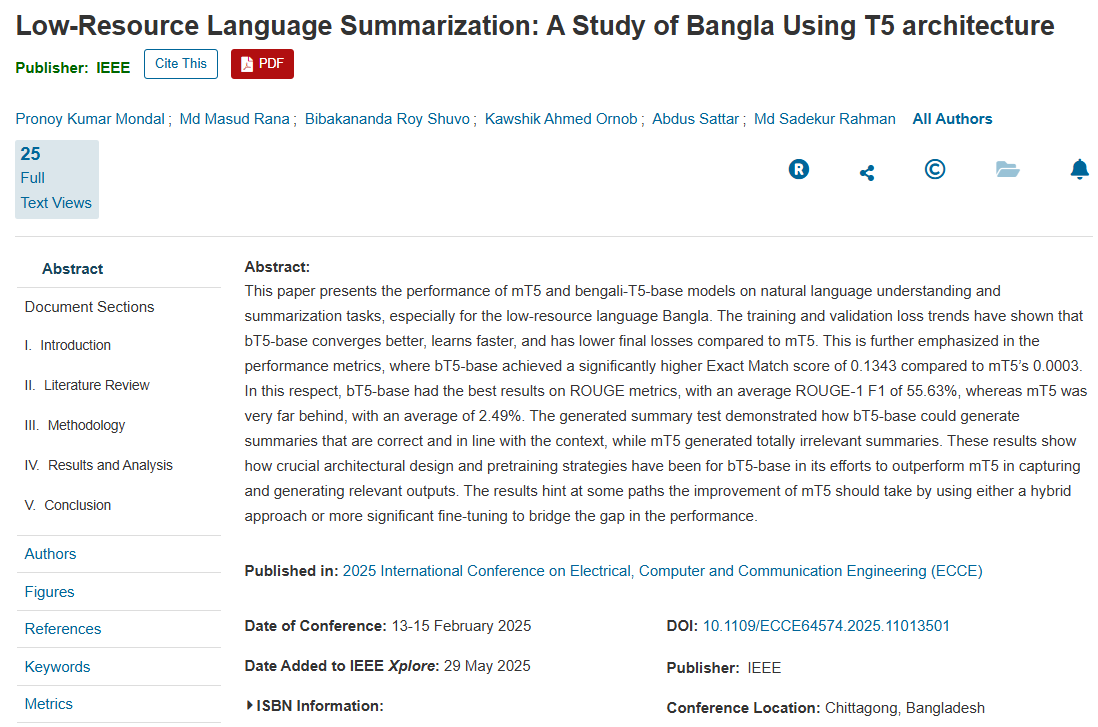 Low-Resource Language Summarization: A Study of Bangla Using T5 architecture
Publisher: IEEE Cite This PDF
Pronoy Kumar Mondal ; Md Masud Rana ; Bibakananda Roy Shuvo ; Kawshik Ahmed Ornob ; Abdus Sattar ; Md Sadekur Rahman All Authors
25
Full
Text Views
R ©
Abstract
Document Sections
I. Introduction
II. Literature Review
III. Methodology
IV. Results and Analysis
V. Conclusion
Authors
Figures
References
Keywords
Metrics
Abstract:
This paper presents the performance of mT5 and bengali-T5-base models on natural language understanding and
summarization tasks, especially for the low-resource language Bangla. The training and validation loss trends have shown that
bT5-base converges better, learns faster, and has lower final losses compared to mT5. This is further emphasized in the
performance metrics, where bT5-base achieved a significantly higher Exact Match score of 0.1343 compared to mT5’s 0.0003.
In this respect, bT5-base had the best results on ROUGE metrics, with an average ROUGE-1 F1 of 55.63%, whereas mT5 was
very far behind, with an average of 2.49%. The generated summary test demonstrated how bT5-base could generate
summaries that are correct and in line with the context, while mT5 generated totally irrelevant summaries. These results show
how crucial architectural design and pretraining strategies have been for bT5-base in its efforts to outperform mT5 in capturing
and generating relevant outputs. The results hint at some paths the improvement of mT5 should take by using either a hybrid
approach or more significant fine-tuning to bridge the gap in the performance.
Published in: 2025 International Conference on Electrical, Computer and Communication Engineering (ECCE)
Date of Conference: 13-15 February 2025
Date Added to IEEE Xplore: 29 May 2025
ISBN Information:
DOI: 10.1109/ECCE64574.2025.11013501
Publisher: IEEE
Conference Location: Chittagong, Bangladesh